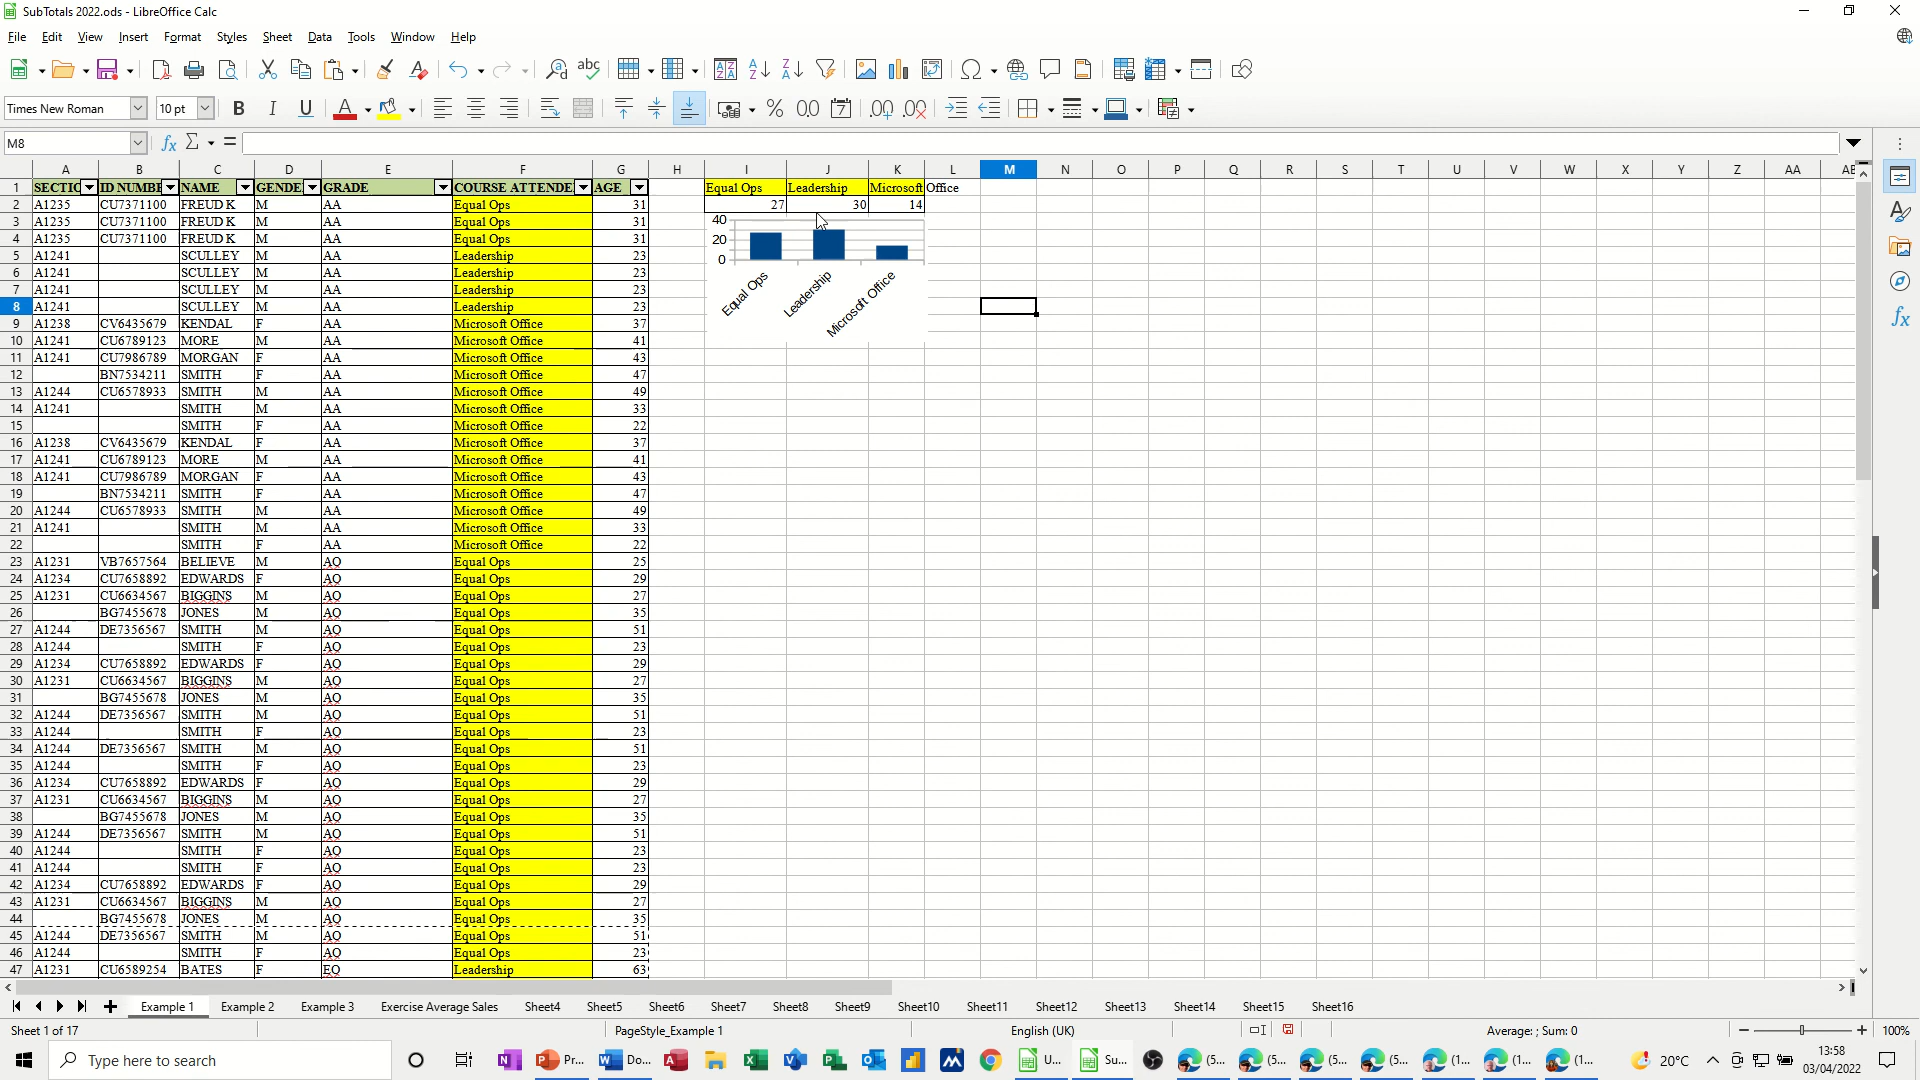 SubTotals 2022.ods - LibreOffice Calc
File Edit View Insert Format Styles Sheet Data Tools Window Help
Times New Roman 10 pt
M8
A B C D E F G H I J K L M N O P Q R S T U V W X Y Z AA
1 SECTIC ID NUMBE NAME GENDE GRADE COURSE ATTENDE AGE Equal Ops Leadership Microsoft Office
2 A1235 CU7371100 FREUD K M AA Equal Ops 31 27 30 14
3 A1235 CU7371100 FREUD K M AA Equal Ops 31
4 A1235 CU7371100 FREUD K M AA Equal Ops 31
5 A1241 SCULLEY M AA Leadership 23
6 A1241 SCULLEY M AA Leadership 23
7 A1241 SCULLEY M AA Leadership 23
8 A1241 SCULLEY M AA Leadership 23
9 A1238 CV6435679 KENDAL F AA Microsoft Office 37
10 A1241 CU6789123 MORE M AA Microsoft Office 41
11 A1241 CU7986789 MORGAN F AA Microsoft Office 43
12 BN7534211 SMITH F AA Microsoft Office 47
13 A1244 CU6578933 SMITH M AA Microsoft Office 49
14 A1241 SMITH M AA Microsoft Office 33
15 SMITH F AA Microsoft Office 22
16 A1238 CV6435679 KENDAL F AA Microsoft Office 37
17 A1241 CU6789123 MORE M AA Microsoft Office 41
18 A1241 CU7986789 MORGAN F AA Microsoft Office 43
19 BN7534211 SMITH F AA Microsoft Office 47
20 A1244 CU6578933 SMITH M AA Microsoft Office 49
21 A1241 SMITH M AA Microsoft Office 33
22 SMITH F AA Microsoft Office 22
23 A1231 VB7657564 BELIEVE M AO Equal Ops 25
24 A1234 CU7658892 EDWARDS F AO Equal Ops 29
25 A1231 CU6634567 BIGGINS M AO Equal Ops 27
26 BG7455678 JONES M AO Equal Ops 35
27 A1244 DE7356567 SMITH M AO Equal Ops 51
28 A1244 SMITH F AO Equal Ops 23
29 A1234 CU7658892 EDWARDS F AO Equal Ops 29
30 A1231 CU6634567 BIGGINS M AO Equal Ops 27
31 BG7455678 JONES M AO Equal Ops 35
32 A1244 DE7356567 SMITH M AO Equal Ops 51
33 A1244 SMITH F AO Equal Ops 23
34 A1244 DE7356567 SMITH M AO Equal Ops 51
35 A1244 SMITH F AO Equal Ops 23
36 A1234 CU7658892 EDWARDS F AO Equal Ops 29
37 A1231 CU6634567 BIGGINS M AO Equal Ops 27
38 BG7455678 JONES M AO Equal Ops 35
39 A1244 DE7356567 SMITH M AO Equal Ops 51
40 A1244 SMITH F AO Equal Ops 23
41 A1244 SMITH F AO Equal Ops 23
42 A1234 CU7658892 EDWARDS F AO Equal Ops 29
43 A1231 CU6634567 BIGGINS M AO Equal Ops 27
44 BG7455678 JONES M AO Equal Ops 35
45 A1244 DE7356567 SMITH M AO Equal Ops 51
46 A1244 SMITH F AO Equal Ops 23
47 A1231 CU6589254 BATES F EO Leadership 63
40
20
0
Equal Ops
Leadership
Microsoft Office
Example 1 Example 2 Example 3 Exercise Average Sales Sheet4 Sheet5 Sheet6 Sheet7 Sheet8 Sheet9 Sheet10 Sheet11 Sheet12 Sheet13 Sheet14 Sheet15 Sheet16
Sheet 1 of 17 PageStyle_Example 1 English (UK) Average: ; Sum: 0 100%
Type here to search Pr... Do... U... Su... (5... (5... (5... (5... (1... (1... (1... 20°C 13:58
03/04/2022